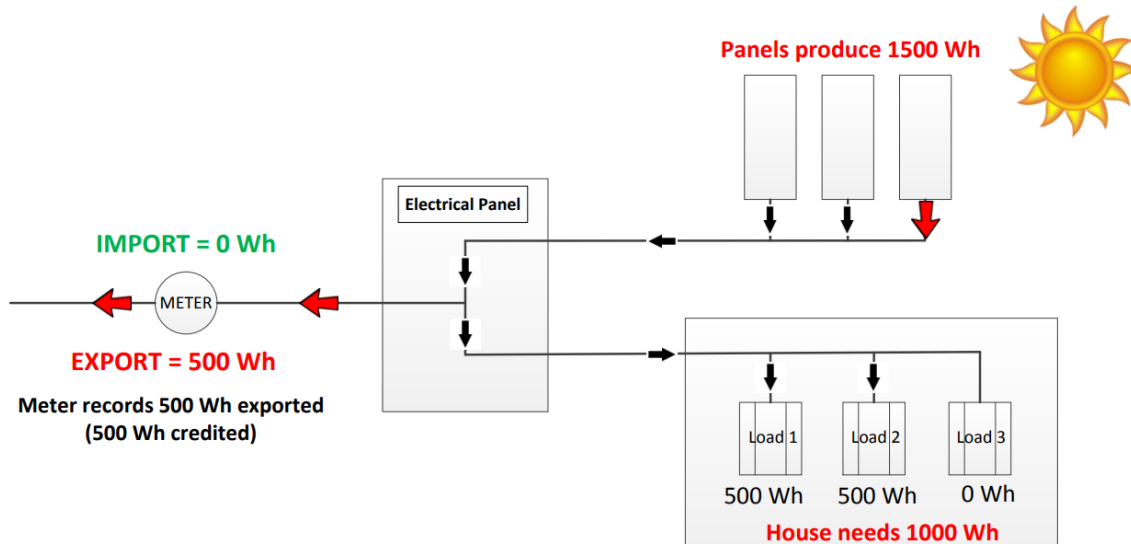 Panels produce 1500 Wh
Electrical Panel
IMPORT = 0 Wh
METER
EXPORT = 500 Wh
Meter records 500 Wh exported
(500 Wh credited)
Load 1
Load 2
Load 3
500 Wh
500 Wh
0 Wh
House needs 1000 Wh